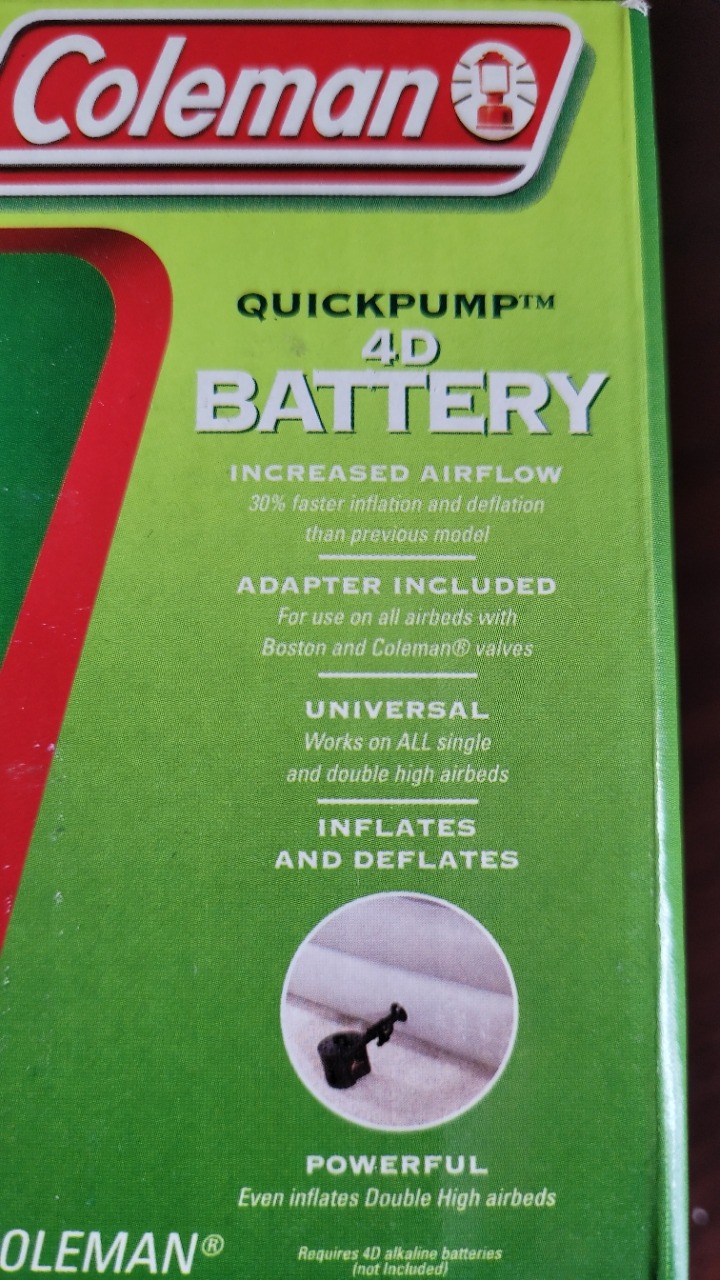 Coleman
QUICKPUMP™
4D
BATTERY
INCREASED AIRFLOW
30% faster inflation and deflation
than previous model
ADAPTER INCLUDED
For use on all airbeds with
Boston and Coleman® valves
UNIVERSAL
Works on ALL single
and double high airbeds
INFLATES
AND DEFLATES
POWERFUL
Even inflates Double High airbeds
OLEMAN®
Requires 4D alkaline batteries
(not Included)